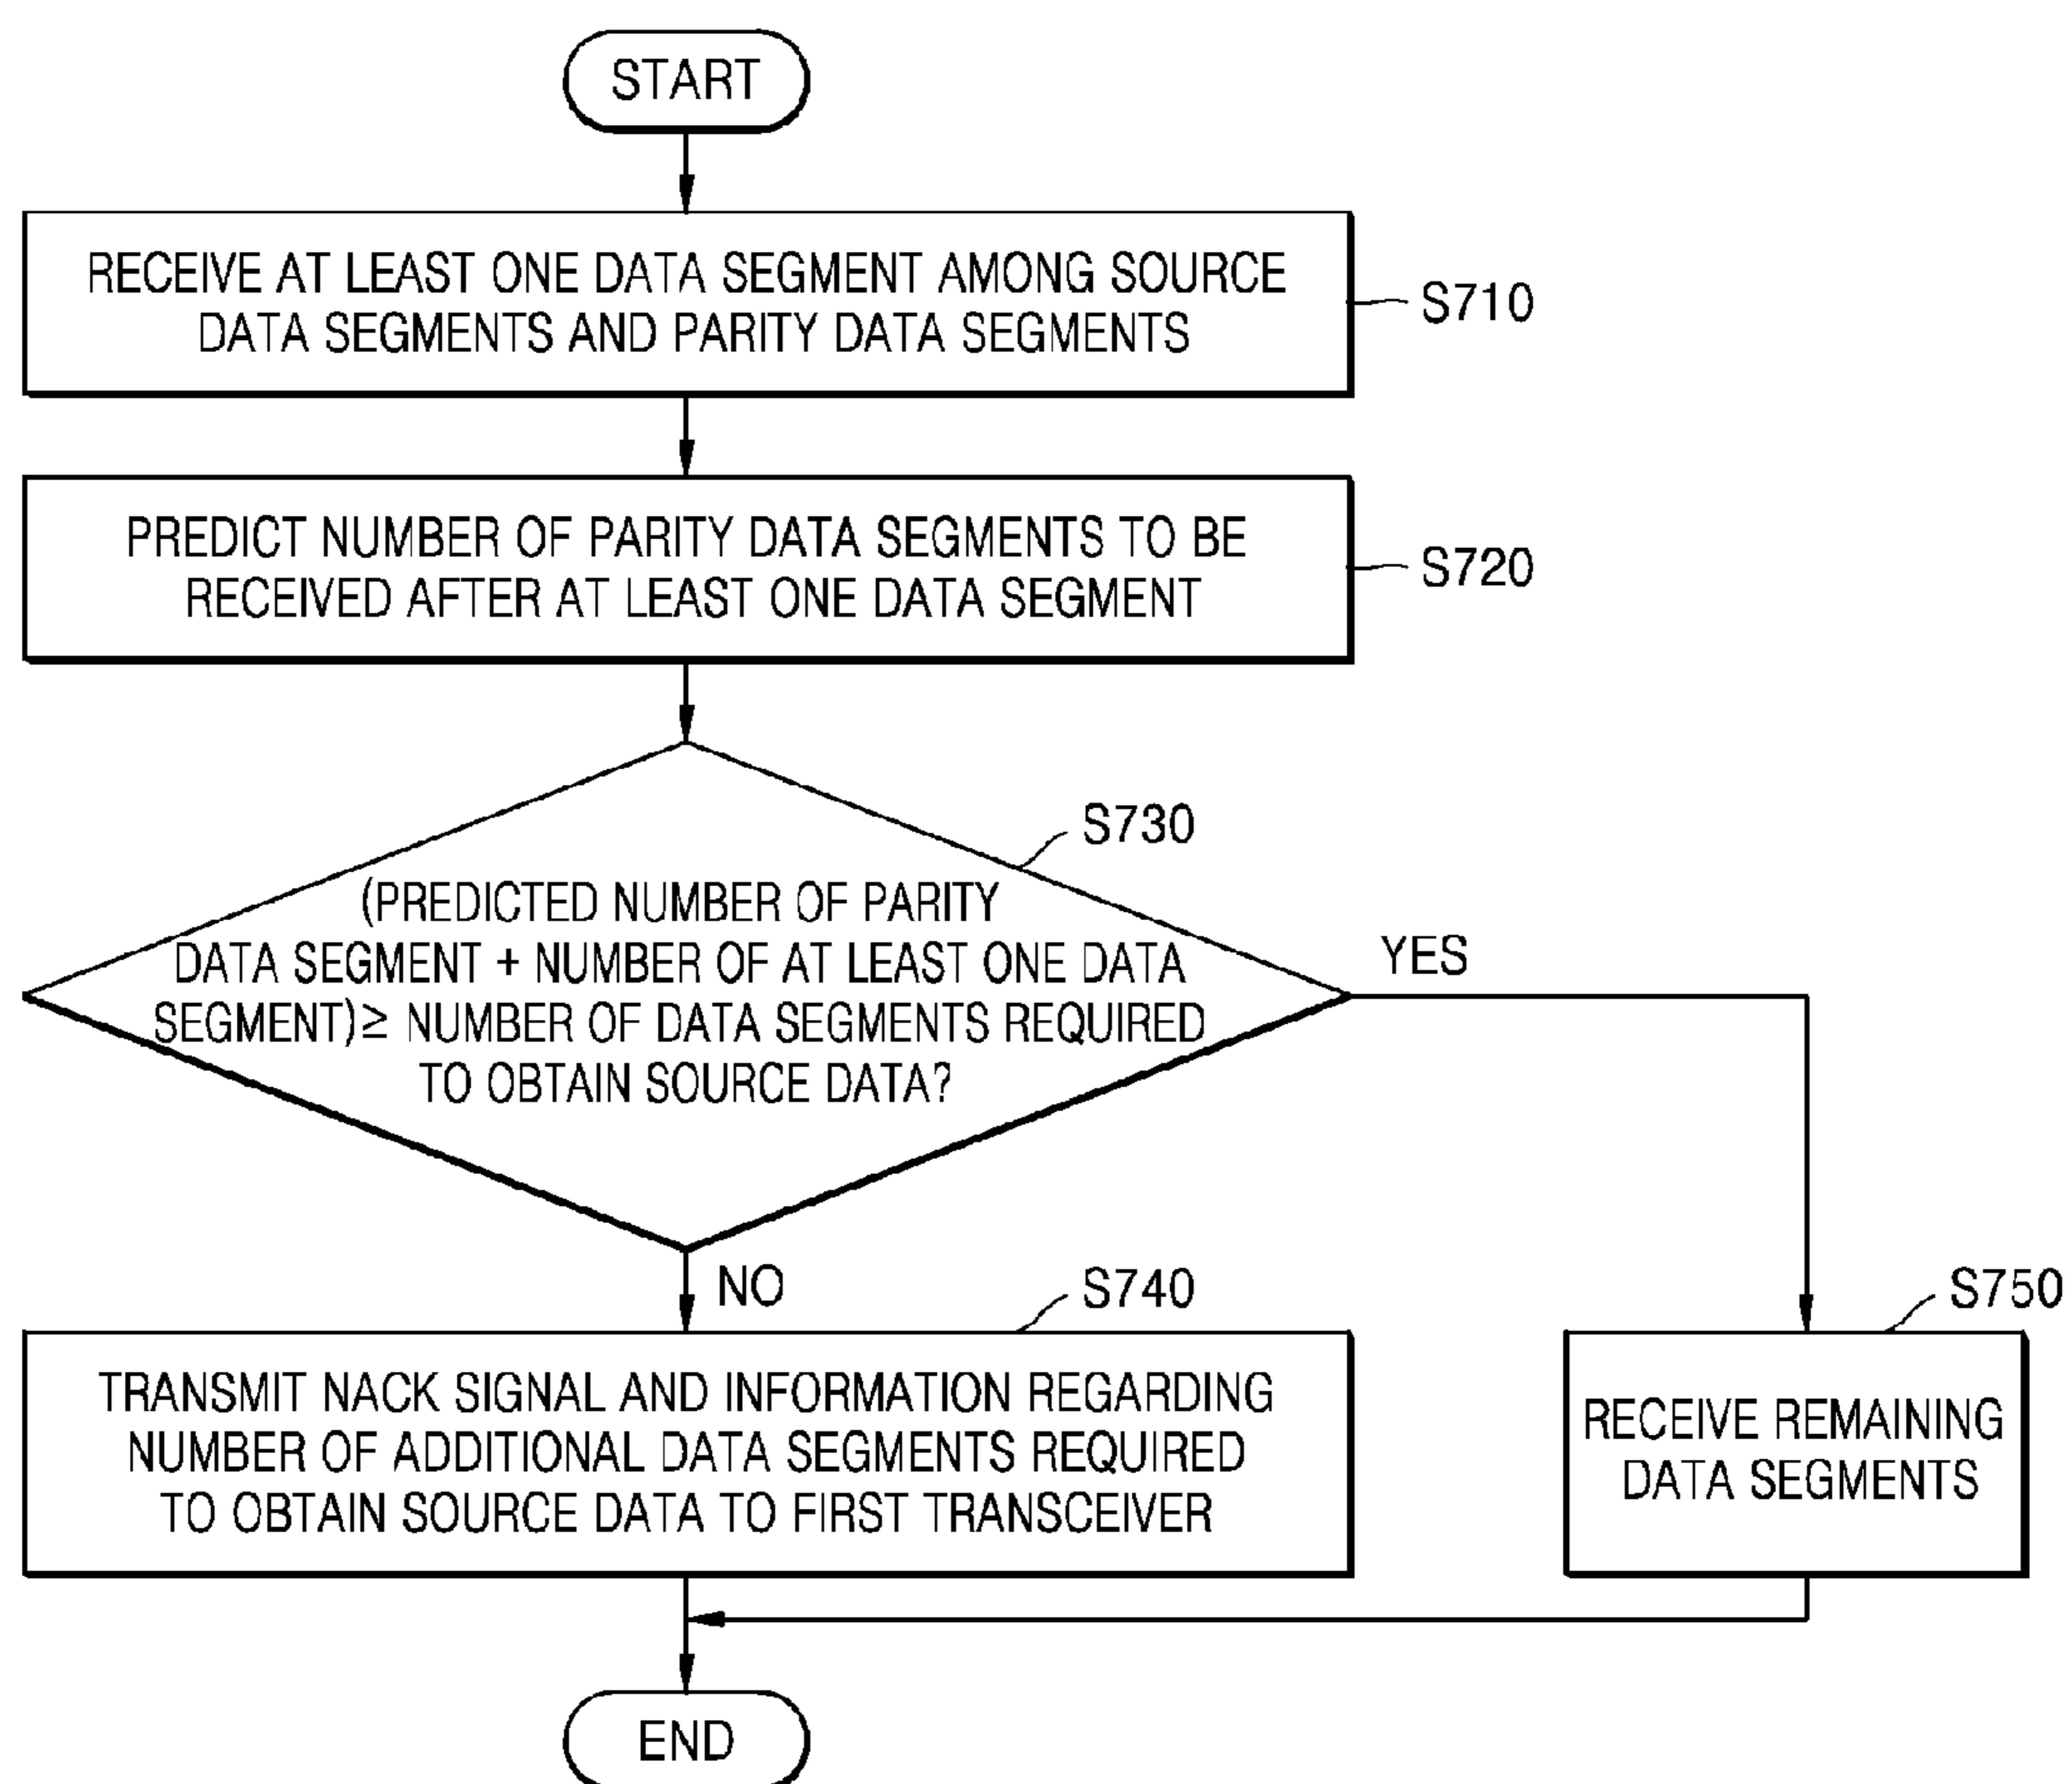 START
RECEIVE AT LEAST ONE DATA SEGMENT AMONG SOURCE
DATA SEGMENTS AND PARITY DATA SEGMENTS
S710
PREDICT NUMBER OF PARITY DATA SEGMENTS TO BE
RECEIVED AFTER AT LEAST ONE DATA SEGMENT
S720
S730
(PREDICTED NUMBER OF PARITY
DATA SEGMENT + NUMBER OF AT LEAST ONE DATA
SEGMENT)≥ NUMBER OF DATA SEGMENTS REQUIRED
TO OBTAIN SOURCE DATA?
YES
NO
S740
TRANSMIT NACK SIGNAL AND INFORMATION REGARDING
NUMBER OF ADDITIONAL DATA SEGMENTS REQUIRED
TO OBTAIN SOURCE DATA TO FIRST TRANSCEIVER
S750
RECEIVE REMAINING
DATA SEGMENTS
END